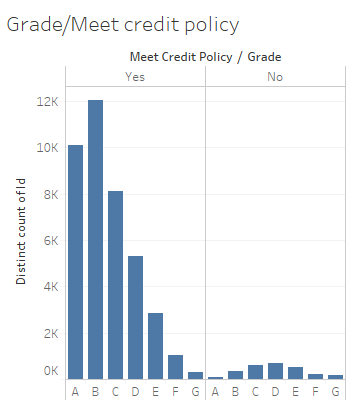 Grade/Meet credit policy
Meet Credit Policy / Grade
Yes No
Distinct count of Id
12K
10K
8K
6K
4K
2K
0K
A B C D E F G A B C D E F G